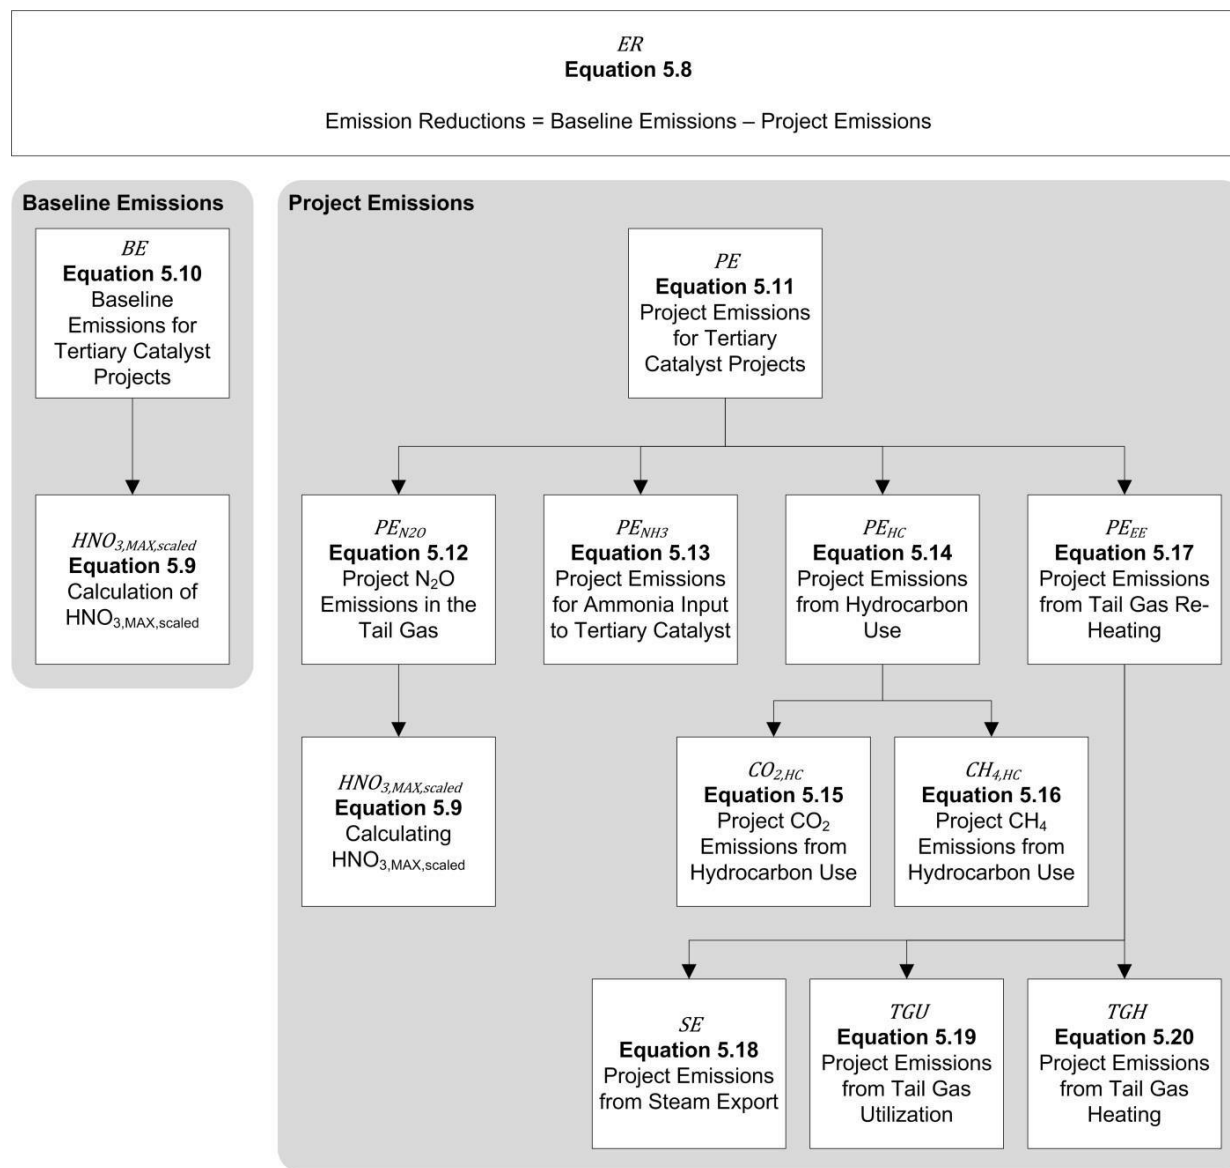 ER
Equation 5.8
Emission Reductions = Baseline Emissions – Project Emissions
Baseline Emissions
BE
Equation 5.10
Baseline
Emissions for
Tertiary Catalyst
Projects
HNO3,MAX,scaled
Equation 5.9
Calculation of
HNO3,MAX,scaled
Project Emissions
PE
Equation 5.11
Project Emissions
for Tertiary
Catalyst Projects
PEN2O
Equation 5.12
Project N2O
Emissions in the
Tail Gas
PENH3
Equation 5.13
Project Emissions
for Ammonia Input
to Tertiary Catalyst
PEHC
Equation 5.14
Project Emissions
from Hydrocarbon
Use
PEEE
Equation 5.17
Project Emissions
from Tail Gas Re-
Heating
HNO3,MAX,scaled
Equation 5.9
Calculating
HNO3,MAX,scaled
CO2,HC
Equation 5.15
Project CO2
Emissions from
Hydrocarbon Use
CH4,HC
Equation 5.16
Project CH4
Emissions from
Hydrocarbon Use
SE
Equation 5.18
Project Emissions
from Steam Export
TGU
Equation 5.19
Project Emissions
from Tail Gas
Utilization
TGH
Equation 5.20
Project Emissions
from Tail Gas
Heating